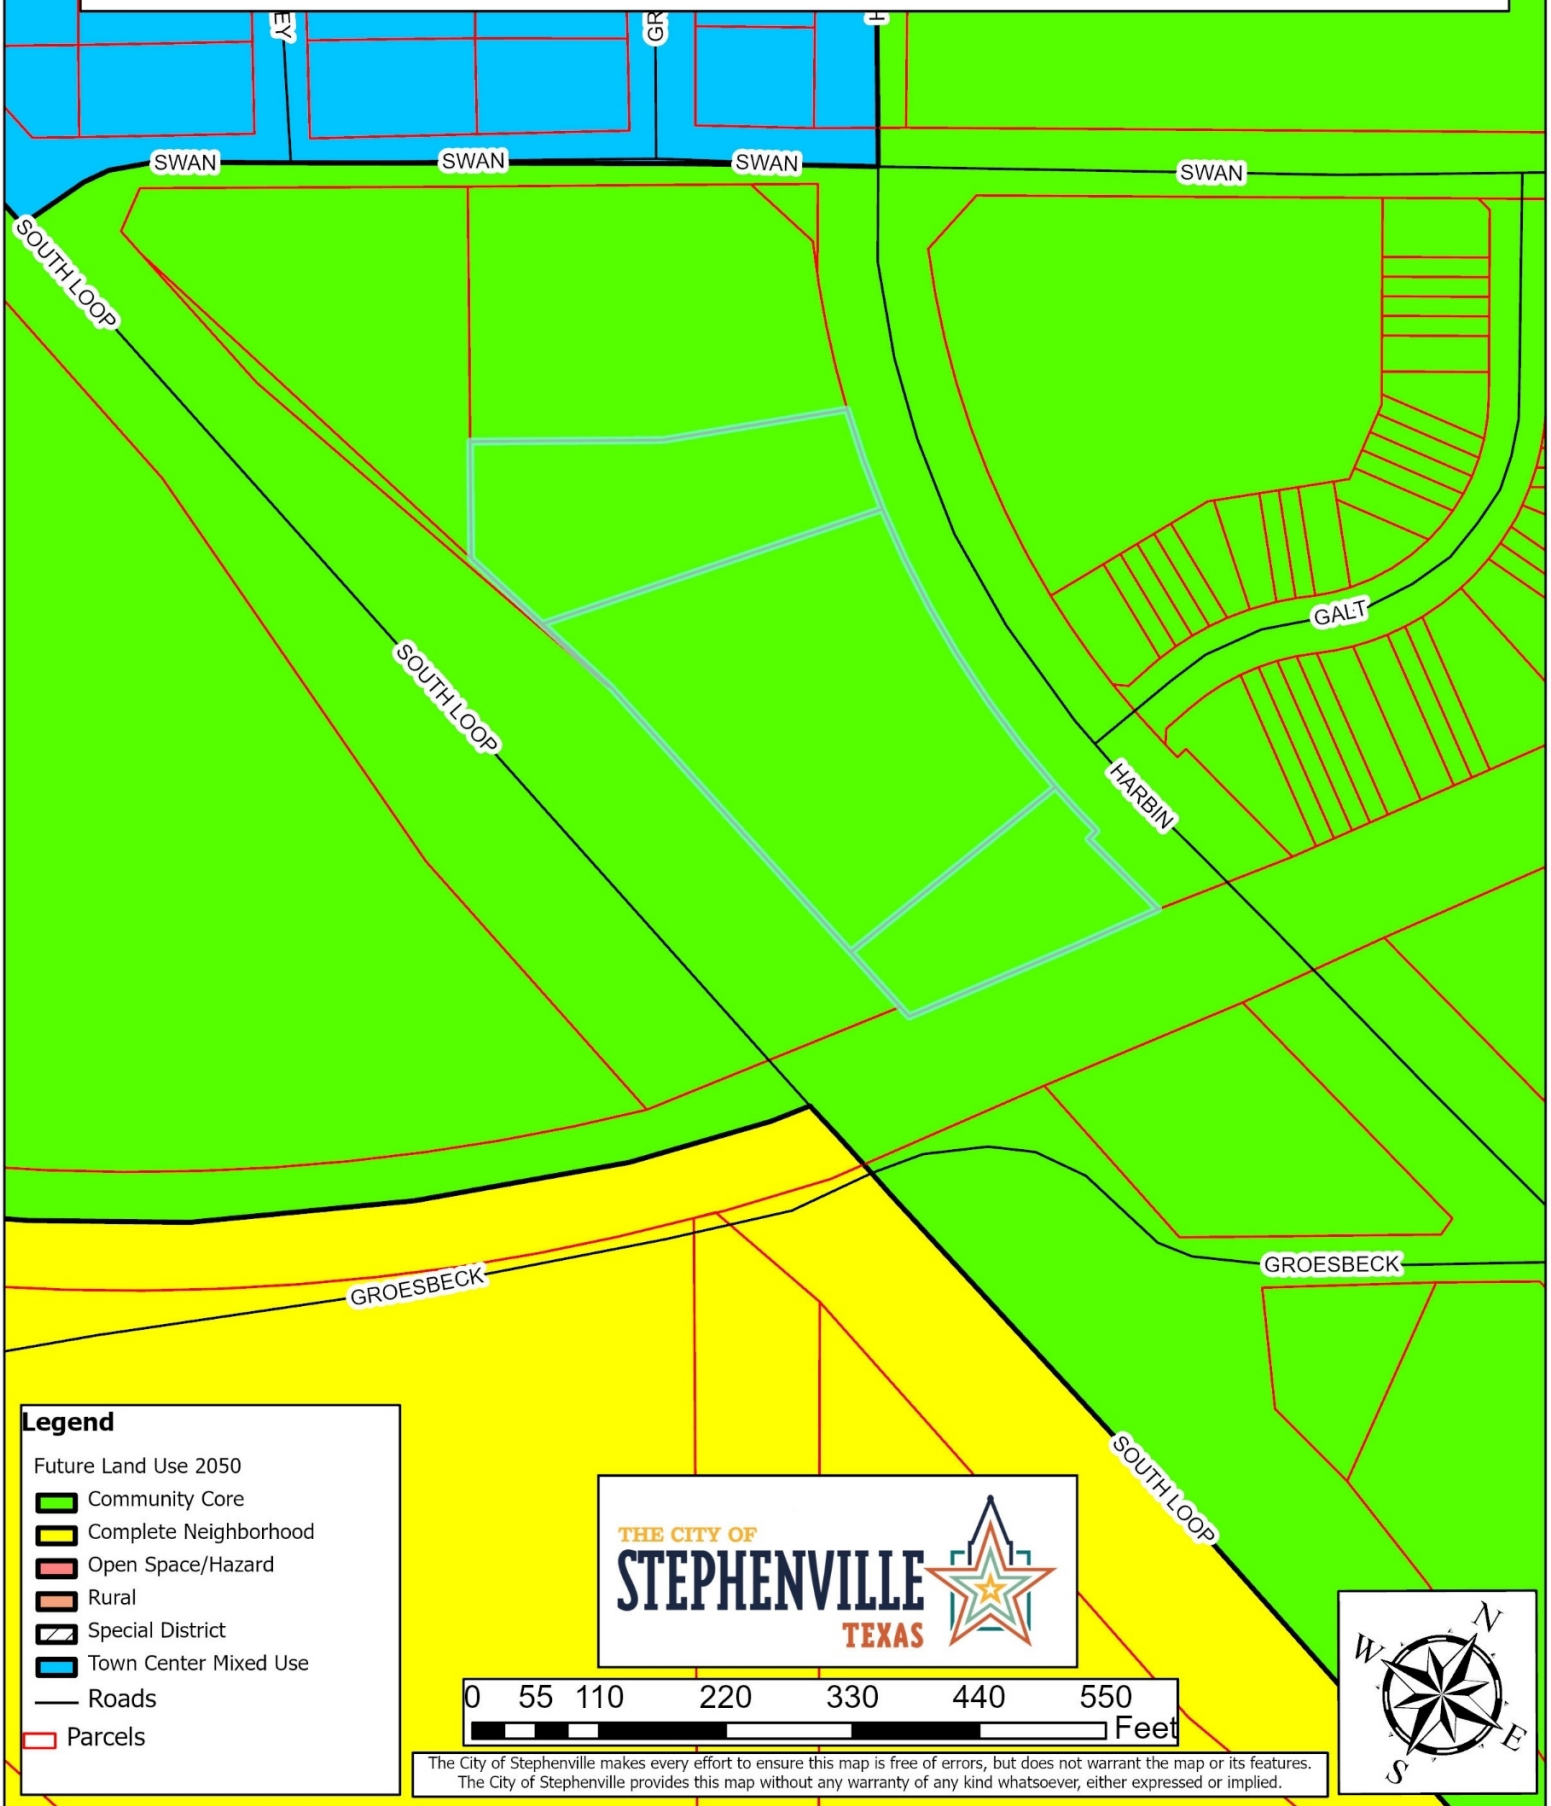 EY
GR
H
SWAN
SWAN
SWAN
SWAN
SOUTH LOOP
SOUTH LOOP
GALT
HARBIN
GROESBECK
GROESBECK
SOUTH LOOP
Legend
Future Land Use 2050
Community Core
Complete Neighborhood
Open Space/Hazard
Rural
Special District
Town Center Mixed Use
Roads
Parcels
THE CITY OF
STEPHENVILLE
TEXAS
0 55 110 220 330 440 550
Feet
The City of Stephenville makes every effort to ensure this map is free of errors, but does not warrant the map or its features.
The City of Stephenville provides this map without any warranty of any kind whatsoever, either expressed or implied.
N
W
E
S